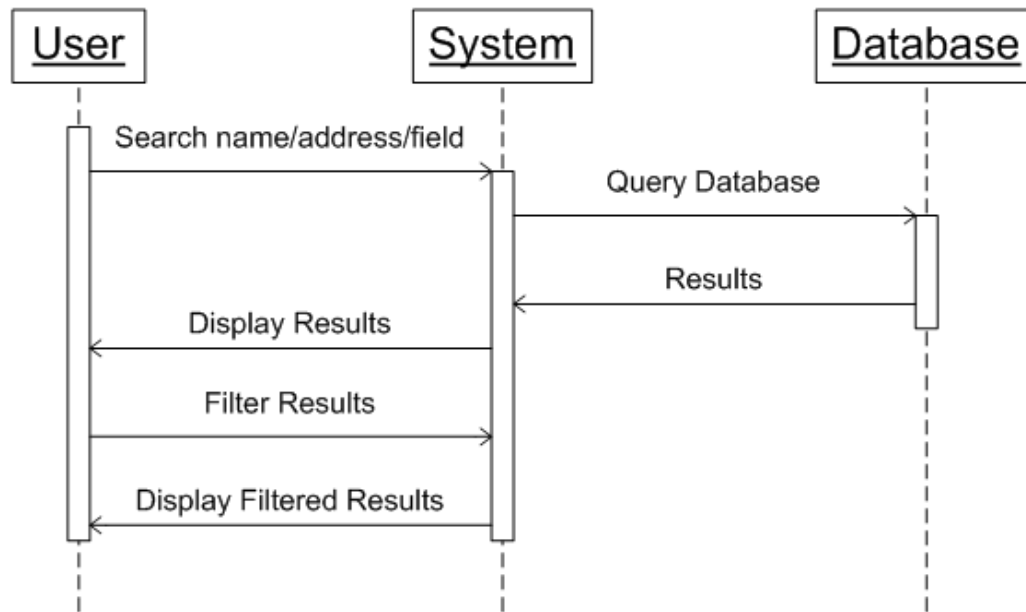 User
System
Database
Search name/address/field
Query Database
Results
Display Results
Filter Results
Display Filtered Results